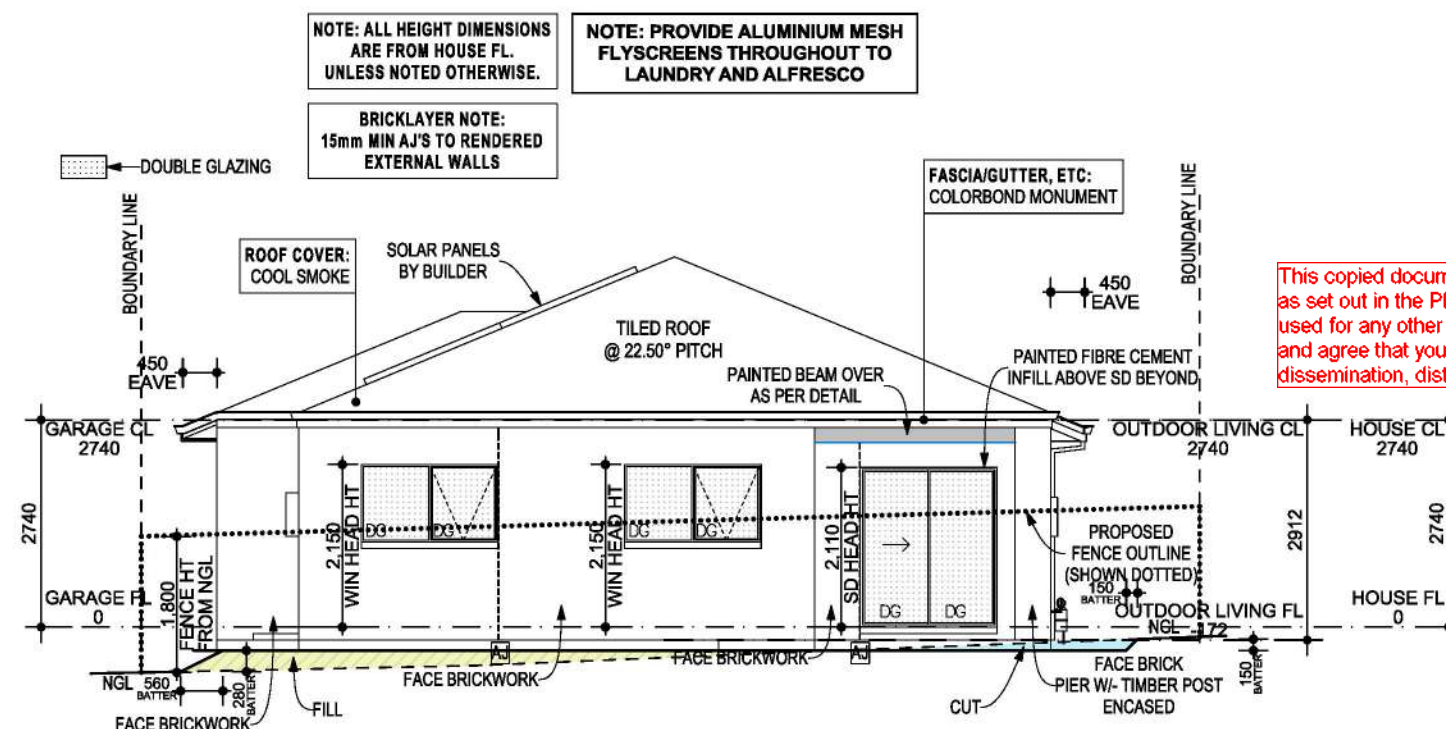 NOTE: ALL HEIGHT DIMENSIONS
ARE FROM HOUSE FL.
UNLESS NOTED OTHERWISE.
NOTE: PROVIDE ALUMINIUM MESH
FLYSCREENS THROUGHOUT TO
LAUNDRY AND ALFRESCO
BRICKLAYER NOTE:
15mm MIN AJ'S TO RENDERED
EXTERNAL WALLS
DOUBLE GLAZING
BOUNDARY LINE
FASCIA/GUTTER, ETC:
COLORBOND MONUMENT
BOUNDARY LINE
ROOF COVER:
COOL SMOKE
SOLAR PANELS
BY BUILDER
This copied docum
as set out in the Pl
used for any other
and agree that you
dissemination, dist
450
EAVE
450
EAVE
TILED ROOF
@ 22.50° PITCH
PAINTED BEAM OVER
AS PER DETAIL
PAINTED FIBRE CEMENT
INFILL ABOVE SD BEYOND
GARAGE CL
2740
OUTDOOR LIVING CL
2740
HOUSE CL
2740
2740
1,800
FENCE HT
FROM NGL
2,150
WIN HEAD HT
DG
DG
2,150
WIN HEAD HT
DG
DG
2,110
SD HEAD HT
DG
DG
PROPOSED
FENCE OUTLINE
(SHOWN DOTTED)
150
BATTER
2912
2740
GARAGE FL
0
OUTDOOR LIVING FL
NGL
-172
HOUSE FL
0
NGL
560
BATTER
280
BATTER
FACE BRICKWORK
FILL
FACE BRICKWORK
AJ
FACE BRICKWORK
AJ
CUT
FACE BRICK
PIER W/- TIMBER POST
ENCASED
150
BATTER